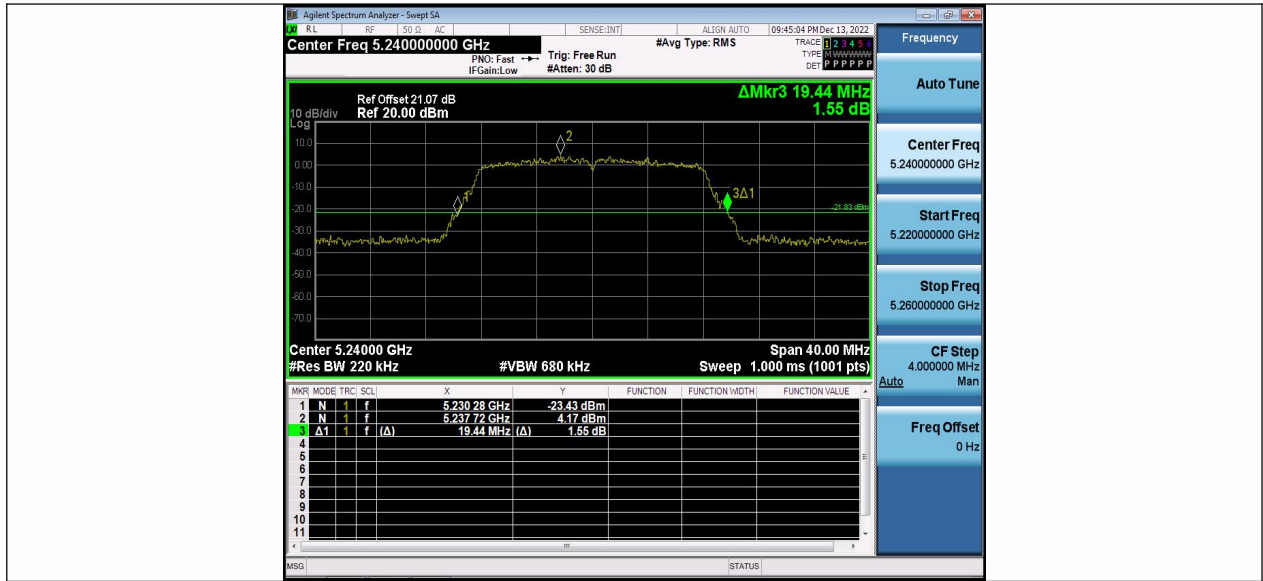 Agilent Spectrum Analyzer - Swept SA
RL RF 50 Ω AC SENSE:INT ALIGN AUTO 09:45:04 PM Dec 13, 2022
Center Freq 5.240000000 GHz #Avg Type: RMS TRACE 1 2 3 4 5 6
PNO: Fast Trig: Free Run TYPE M WWWWW
IFGain:Low #Atten: 30 dB DET P P P P P P
Frequency
Auto Tune
Center Freq
5.240000000 GHz
Start Freq
5.220000000 GHz
Stop Freq
5.260000000 GHz
CF Step
4.000000 MHz
Auto Man
Freq Offset
0 Hz
ΔMkr3 19.44 MHz
1.55 dB
Ref Offset 21.07 dB
10 dB/div Ref 20.00 dBm
Log
10.0
0.00
-10.0
-20.0
-30.0
-40.0
-50.0
-60.0
-70.0
2
1
3Δ1
-21.83 dBm
Center 5.24000 GHz Span 40.00 MHz
#Res BW 220 kHz #VBW 680 kHz Sweep 1.000 ms (1001 pts)
MKR MODE TRC SCL X Y FUNCTION FUNCTION WIDTH FUNCTION VALUE
1 N 1 f 5.230 28 GHz -23.43 dBm
2 N 1 f 5.237 72 GHz 4.17 dBm
3 Δ1 1 f (Δ) 19.44 MHz (Δ) 1.55 dB
4
5
6
7
8
9
10
11
MSG STATUS